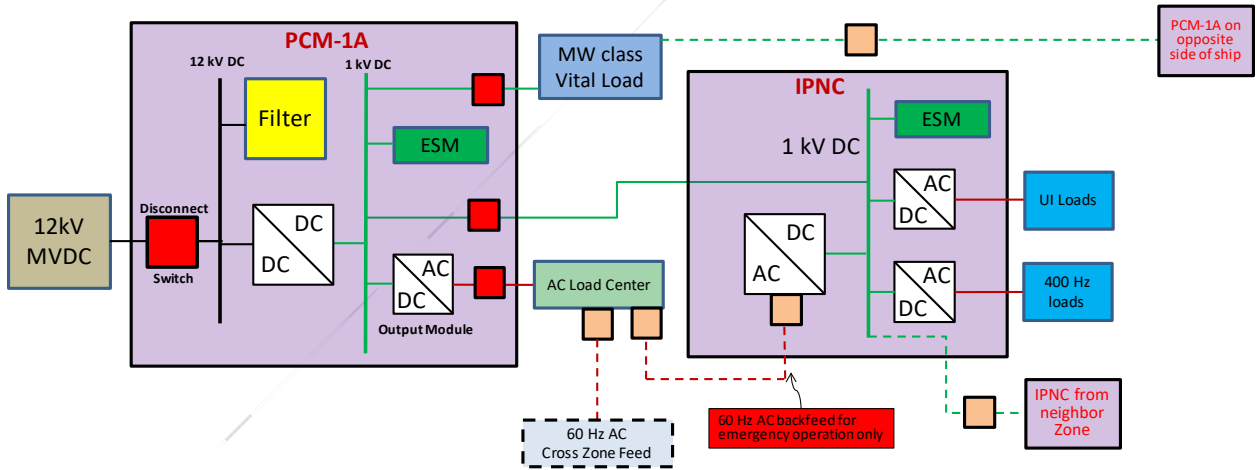 PCM-1A
12 kV DC
1 kV DC
Filter
ESM
MW class
Vital Load
PCM-1A on
opposite
side of ship
IPNC
ESM
1 kV DC
12kV
MVDC
Disconnect
Switch
DC
DC
AC
DC
Output Module
AC Load Center
DC
AC
AC
DC
UI Loads
AC
DC
400 Hz
loads
60 Hz AC
Cross Zone Feed
60 Hz AC backfeed for
emergency operation only
IPNC from
neighbor
Zone